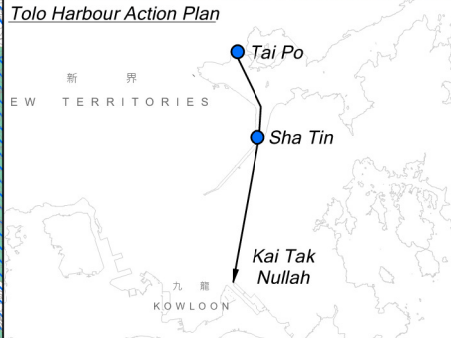 Tolo Harbour Action Plan
Tai Po
新 界
EW TERRITORIES
Sha Tin
Kai Tak
Nullah
九 龍
KOWLOON